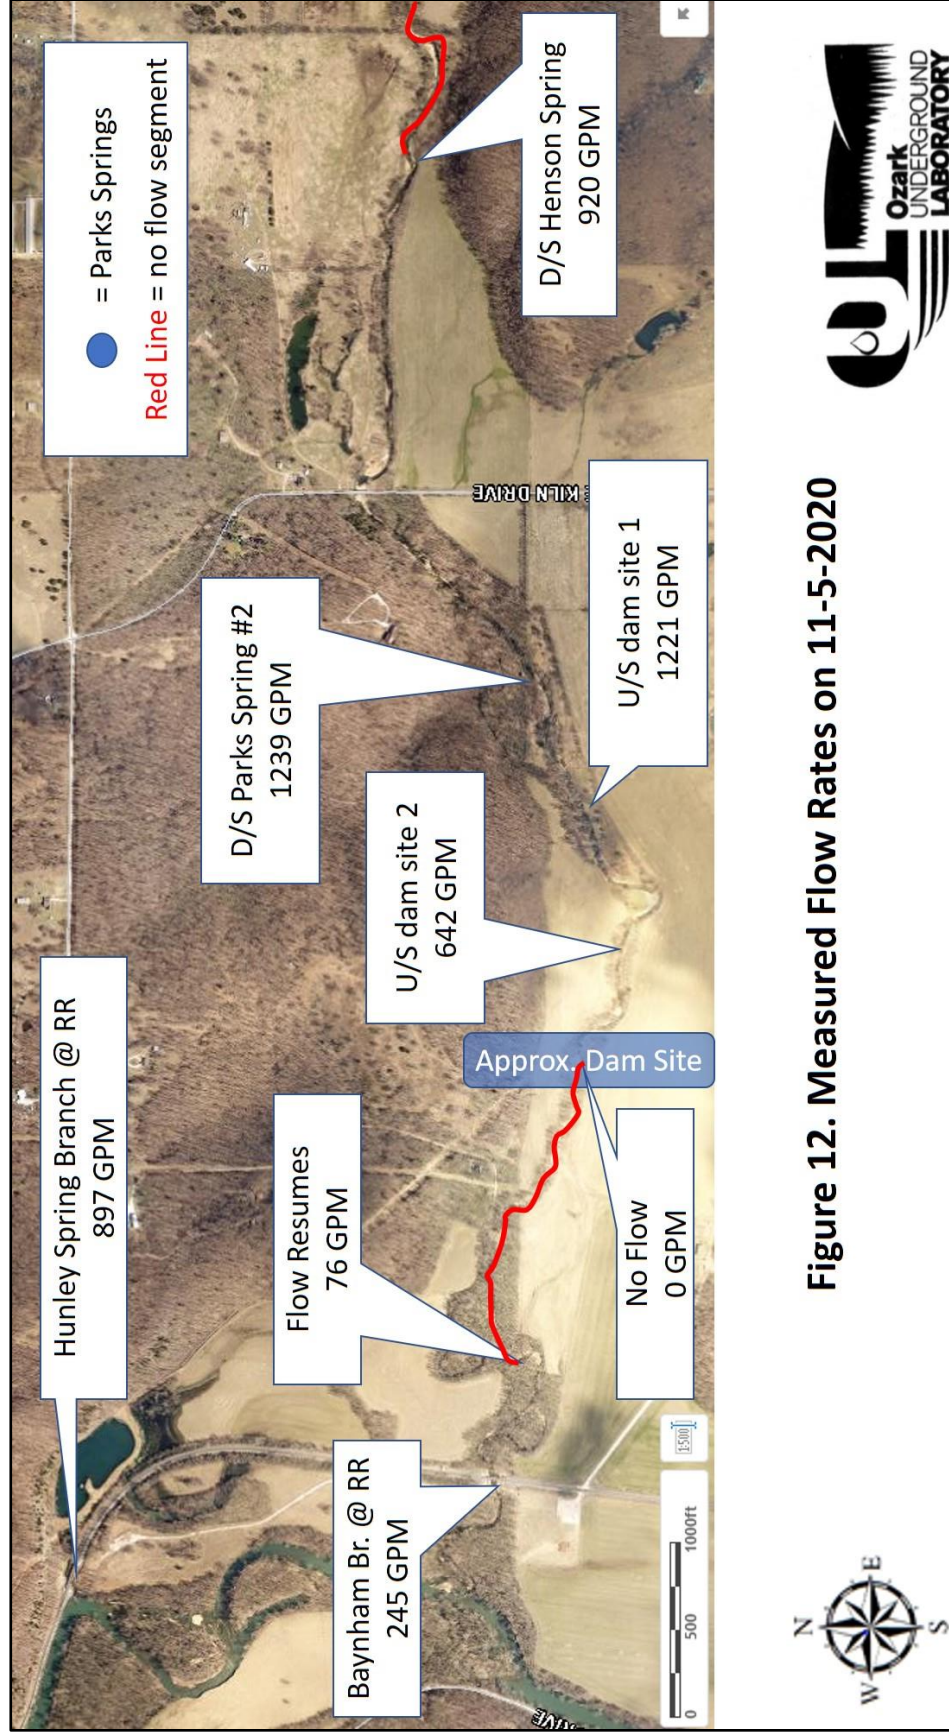 = Parks Springs
Red Line = no flow segment
Hunley Spring Branch @ RR
897 GPM
D/S Parks Spring #2
1239 GPM
Flow Resumes
76 GPM
U/S dam site 2
642 GPM
Baynham Br. @ RR
245 GPM
Approx. Dam Site
KILN DRIVE
D/S Henson Spring
920 GPM
No Flow
0 GPM
U/S dam site 1
1221 GPM
0 500 1000ft
1:500
N
W E
S
Figure 12. Measured Flow Rates on 11-5-2020
OUL
Ozark
UNDERGROUND
LABORATORY